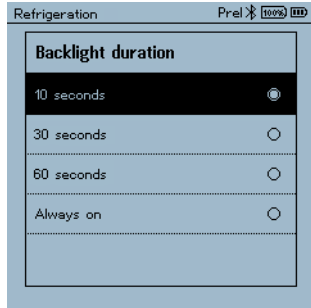 Refrigeration Prel 100%
Backlight duration
10 seconds
30 seconds
60 seconds
Always on